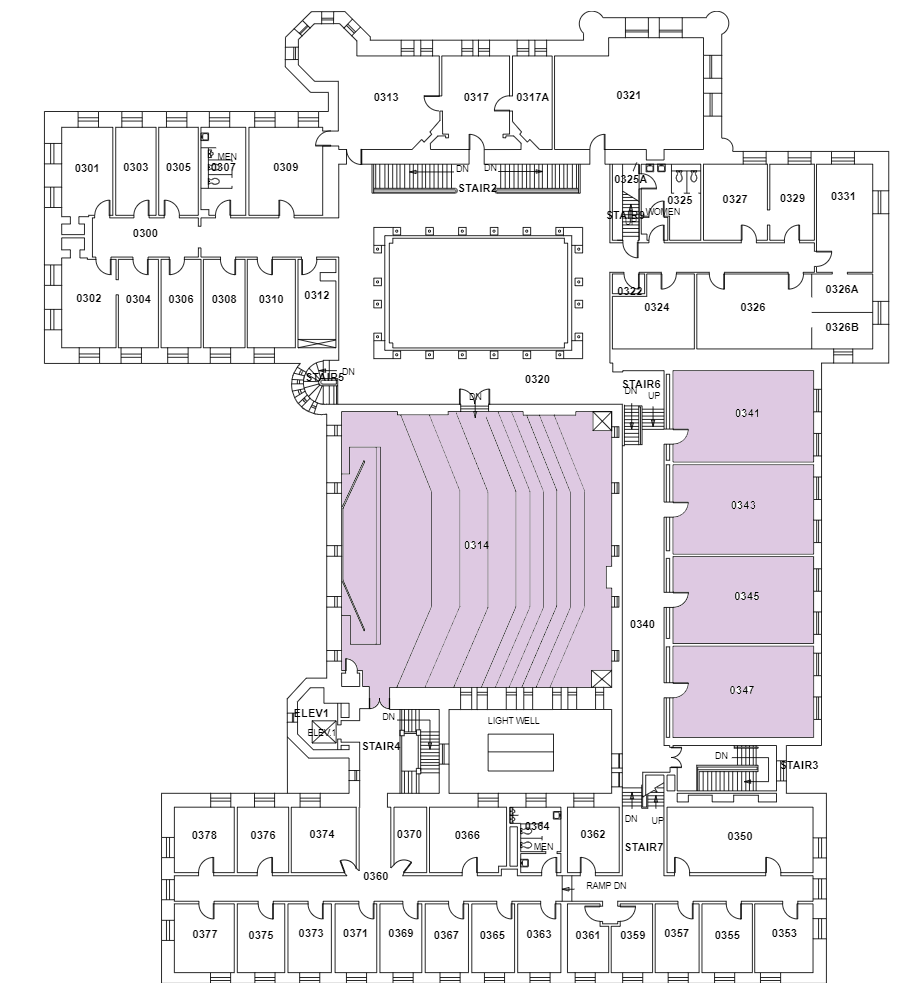 0313
0317
0317A
0321
0301
0303
0305
MEN
0307
0309
DN
DN
STAIR2
0325A
0325
0327
0329
0331
STAIR9
WOMEN
0300
0302
0304
0306
0308
0310
0312
0322
0324
0326
0326A
0326B
STAIR5
DN
0320
DN
STAIR6
DN
UP
0341
0343
0314
0345
0340
0347
ELEV1
ELEV.1
DN
LIGHT WELL
STAIR4
DN
STAIR3
DN
UP
0378
0376
0374
0370
0366
0364
MEN
0362
STAIR7
0350
0360
RAMP DN
0377
0375
0373
0371
0369
0367
0365
0363
0361
0359
0357
0355
0353